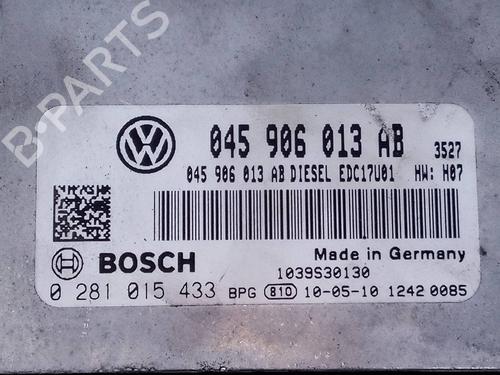 B-PARTS
045 906 013 AB 3527
045 906 013 AB DIESEL EDC17U01 HW: H07
BOSCH
Made in Germany
1039S30130
0 281 015 433 BPG 810 10-05-10 1242 0085